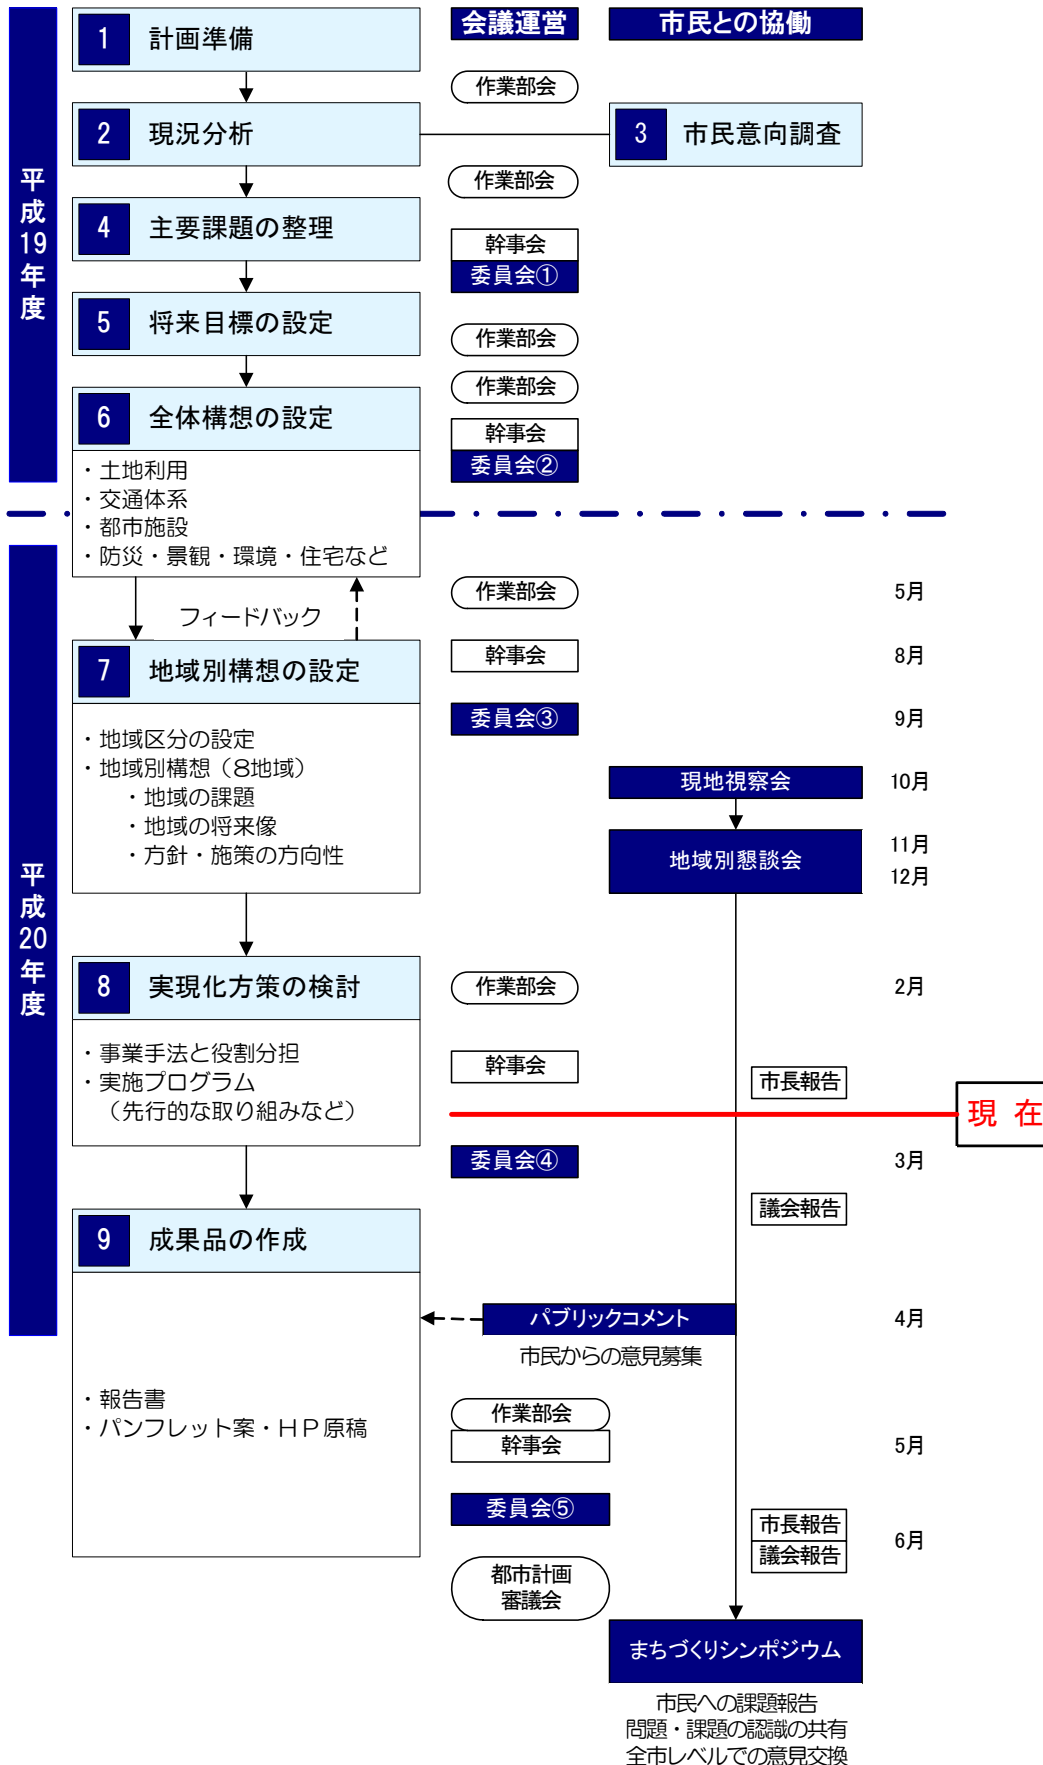 会議運営
市民との協働
平成19年度
1 計画準備
作業部会
2 現況分析
3 市民意向調査
作業部会
4 主要課題の整理
幹事会
委員会①
5 将来目標の設定
作業部会
作業部会
6 全体構想の設定
幹事会
委員会②
・土地利用
・交通体系
・都市施設
・防災・景観・環境・住宅など
平成20年度
作業部会
5月
フィードバック
7 地域別構想の設定
幹事会
8月
委員会③
9月
・地域区分の設定
・地域別構想（8地域）
・地域の課題
・地域の将来像
・方針・施策の方向性
現地視察会
10月
地域別懇談会
11月
12月
8 実現化方策の検討
作業部会
2月
・事業手法と役割分担
・実施プログラム
（先行的な取り組みなど）
幹事会
市長報告
現 在
委員会④
3月
議会報告
9 成果品の作成
パブリックコメント
4月
市民からの意見募集
・報告書
・パンフレット案・ＨＰ原稿
作業部会
幹事会
5月
委員会⑤
市長報告
議会報告
6月
都市計画
審議会
まちづくりシンポジウム
市民への課題報告
問題・課題の認識の共有
全市レベルでの意見交換